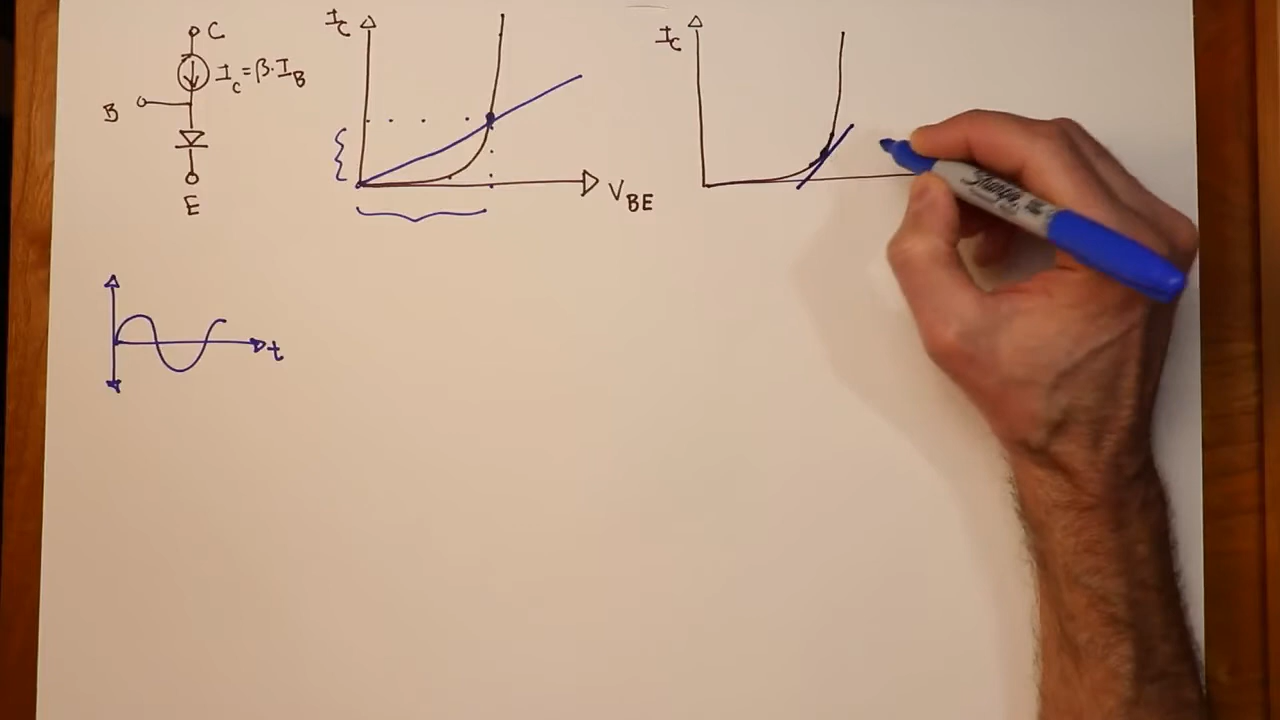 C
I_C = β·I_B
B
E
I_C
V_BE
I_C
t
Sharpie